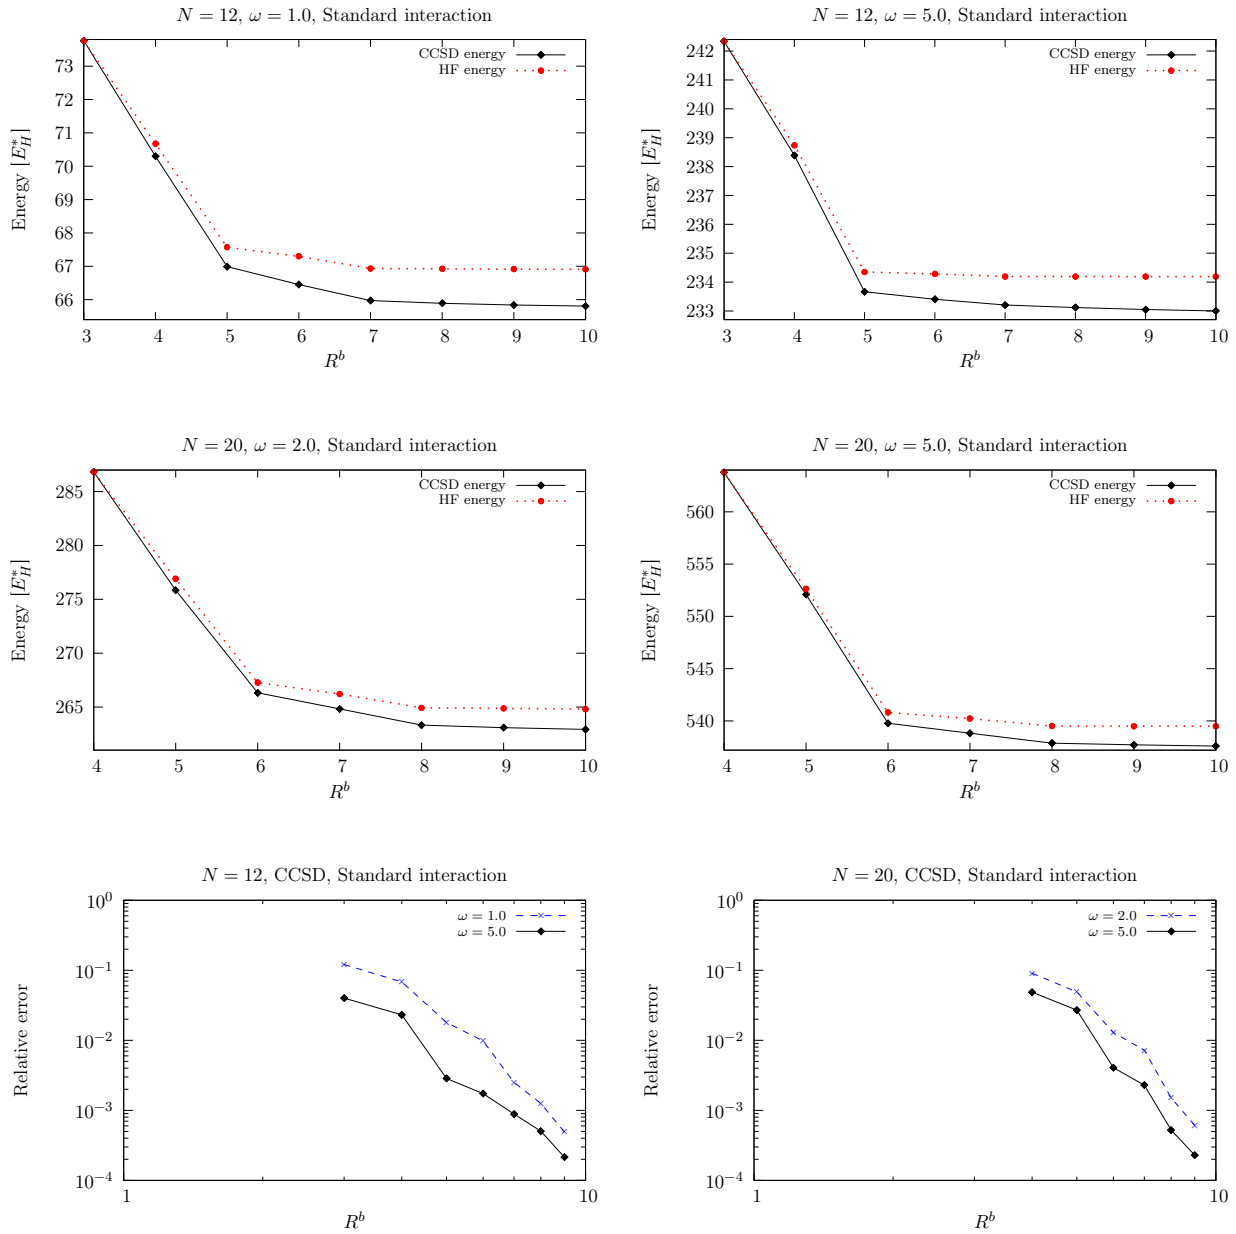 N = 12, ω = 1.0, Standard interaction
CCSD energy
HF energy
Energy [E*_H]
73
72
71
70
69
68
67
66
3 4 5 6 7 8 9 10
R^b
N = 12, ω = 5.0, Standard interaction
CCSD energy
HF energy
Energy [E*_H]
242
241
240
239
238
237
236
235
234
233
3 4 5 6 7 8 9 10
R^b
N = 20, ω = 2.0, Standard interaction
CCSD energy
HF energy
Energy [E*_H]
285
280
275
270
265
4 5 6 7 8 9 10
R^b
N = 20, ω = 5.0, Standard interaction
CCSD energy
HF energy
Energy [E*_H]
560
555
550
545
540
4 5 6 7 8 9 10
R^b
N = 12, CCSD, Standard interaction
ω = 1.0
ω = 5.0
Relative error
10^0
10^−1
10^−2
10^−3
10^−4
1 10
R^b
N = 20, CCSD, Standard interaction
ω = 2.0
ω = 5.0
Relative error
10^0
10^−1
10^−2
10^−3
10^−4
1 10
R^b